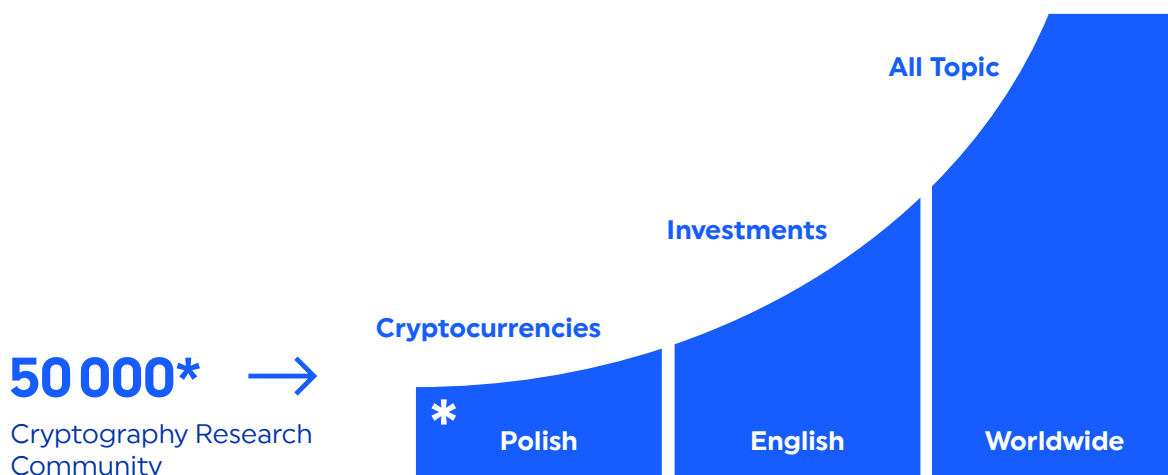 All Topic
Investments
Cryptocurrencies
50 000*
Cryptography Research
Community
*
Polish
English
Worldwide